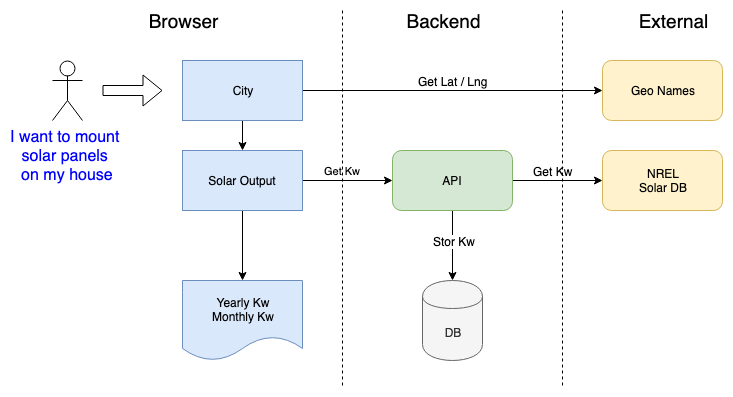 Browser
Backend
External
City
Get Lat / Lng
Geo Names
I want to mount
solar panels
on my house
Solar Output
Get Kw
API
Get Kw
NREL
Solar DB
Stor Kw
Yearly Kw
Monthly Kw
DB